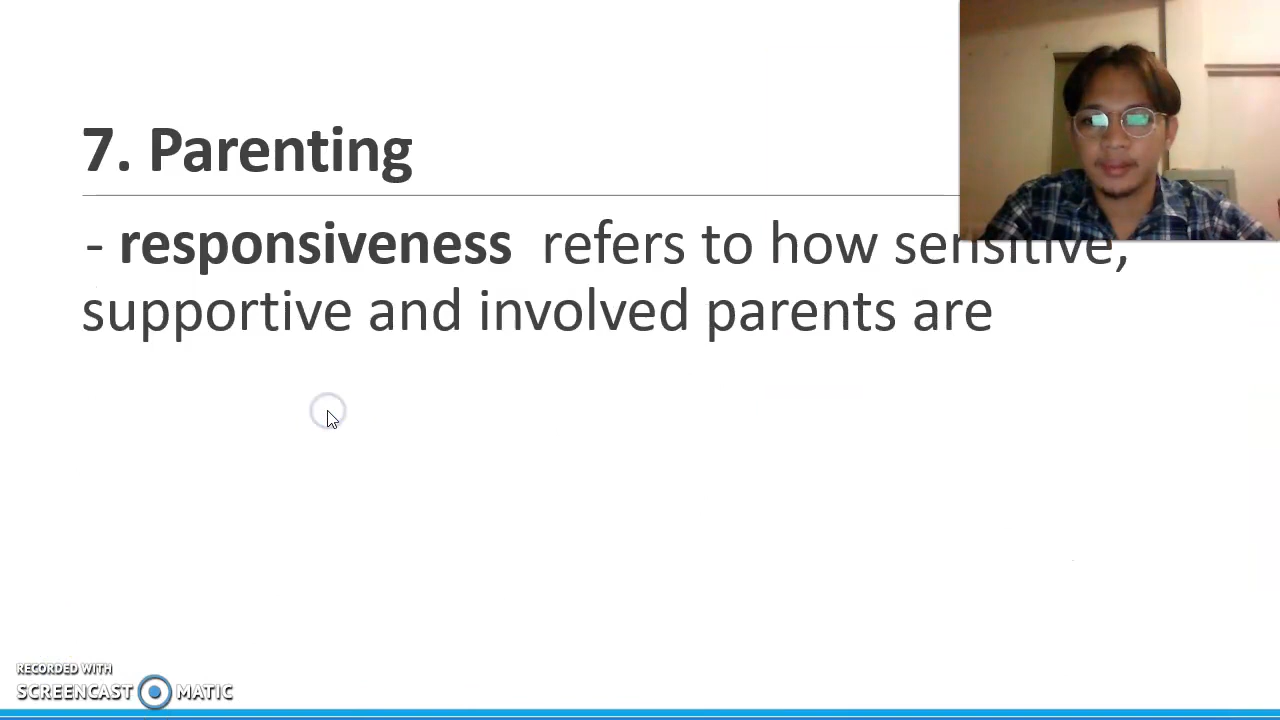 7. Parenting
- responsiveness refers to how sensitive,
supportive and involved parents are
RECORDED WITH
SCREENCAST MATIC